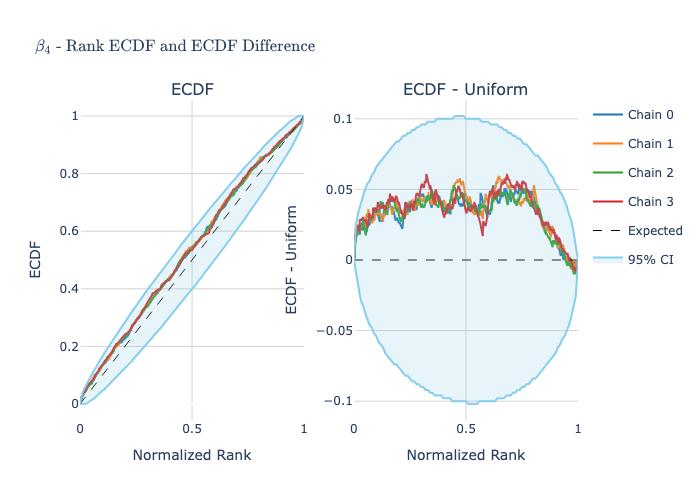 β₄ - Rank ECDF and ECDF Difference
ECDF
ECDF - Uniform
1
0.8
0.6
0.4
0.2
0
0
0.5
1
ECDF
Normalized Rank
0.1
0.05
0
−0.05
−0.1
0
0.5
1
ECDF - Uniform
Normalized Rank
Chain 0
Chain 1
Chain 2
Chain 3
Expected
95% CI